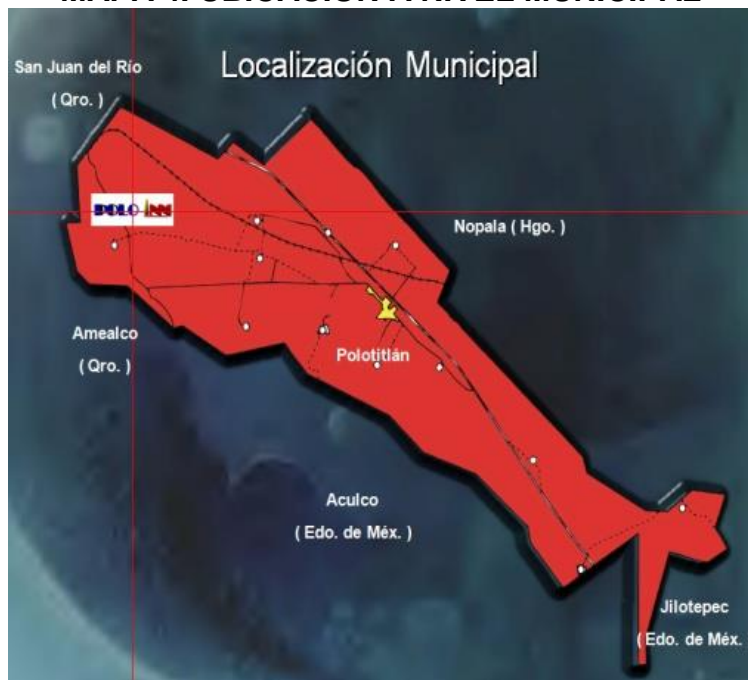 Localización Municipal
San Juan del Río
( Qro. )
POLO INN
Nopala ( Hgo. )
Amealco
( Qro. )
Polotitlán
Aculco
( Edo. de Méx. )
Jilotepec
( Edo. de Méx.